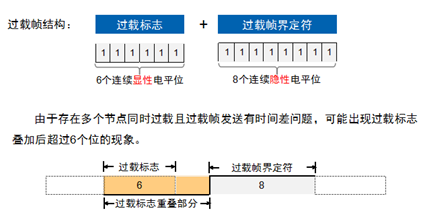 过载帧结构: 过载标志 + 过载帧界定符
1 1 1 1 1 1 1 1 1 1 1 1 1 1
6个连续显性电平位 8个连续隐性电平位
由于存在多个节点同时过载且过载帧发送有时间差问题,可能出现过载标志
叠加后超过6个位的现象。
过载标志 过载帧界定符
6 8
过载标志重叠部分